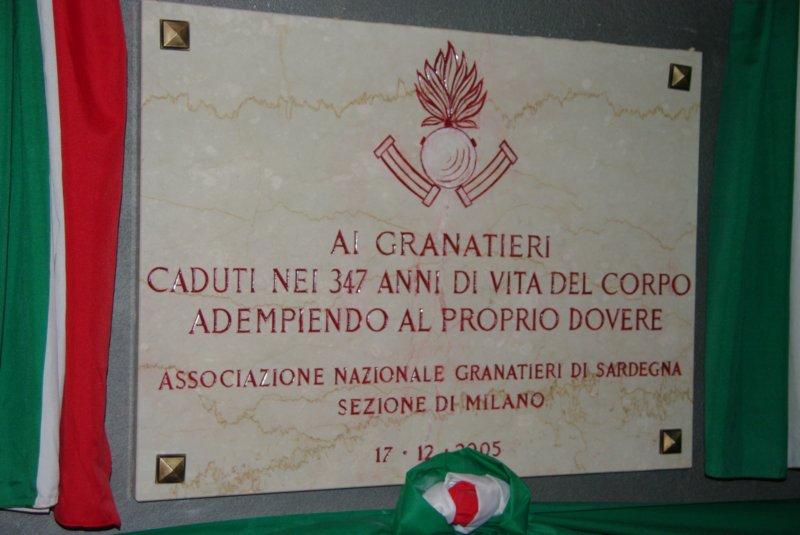 AI GRANATIERI
CADUTI NEI 347 ANNI DI VITA DEL CORPO
ADEMPIENDO AL PROPRIO DOVERE
ASSOCIAZIONE NAZIONALE GRANATIERI DI SARDEGNA
SEZIONE DI MILANO
17 · 12 · 2005